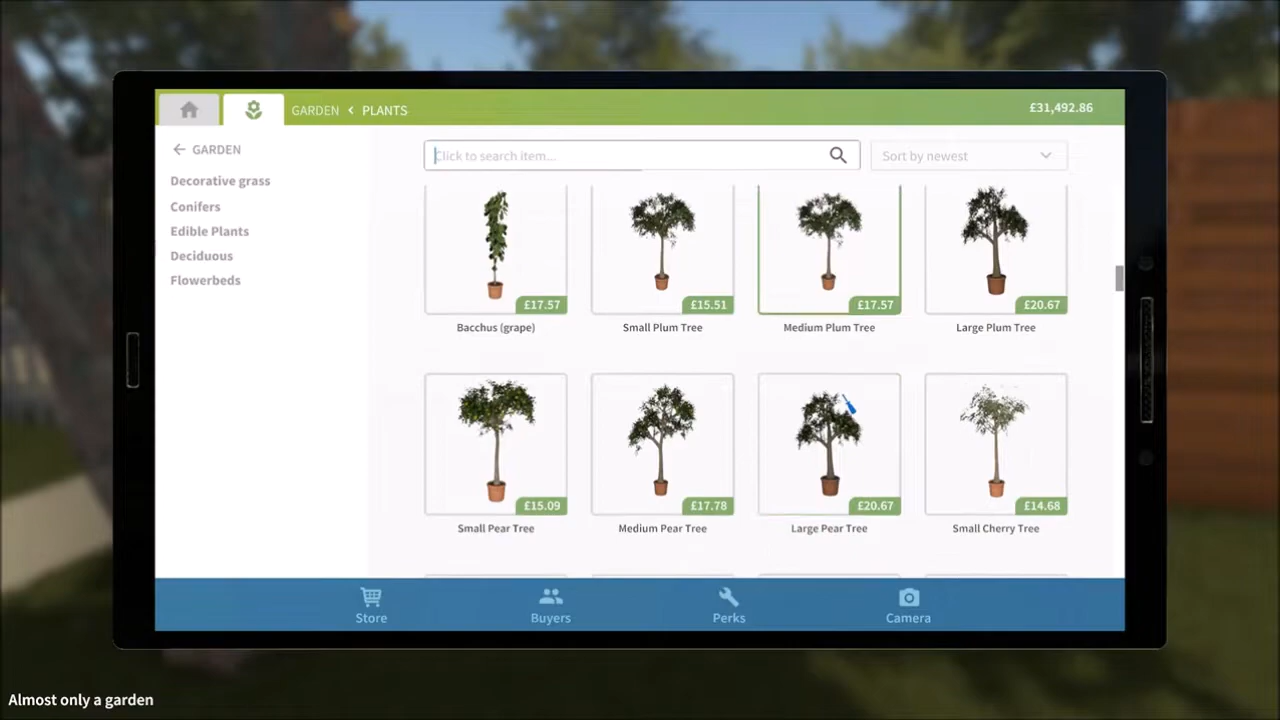 GARDEN < PLANTS
£31,492.86
GARDEN
Click to search item...
Sort by newest
Decorative grass
Conifers
Edible Plants
Deciduous
Flowerbeds
£17.57
£15.51
£17.57
£20.67
Bacchus (grape)
Small Plum Tree
Medium Plum Tree
Large Plum Tree
£15.09
£17.78
£20.67
£14.68
Small Pear Tree
Medium Pear Tree
Large Pear Tree
Small Cherry Tree
Store
Buyers
Perks
Camera
Almost only a garden